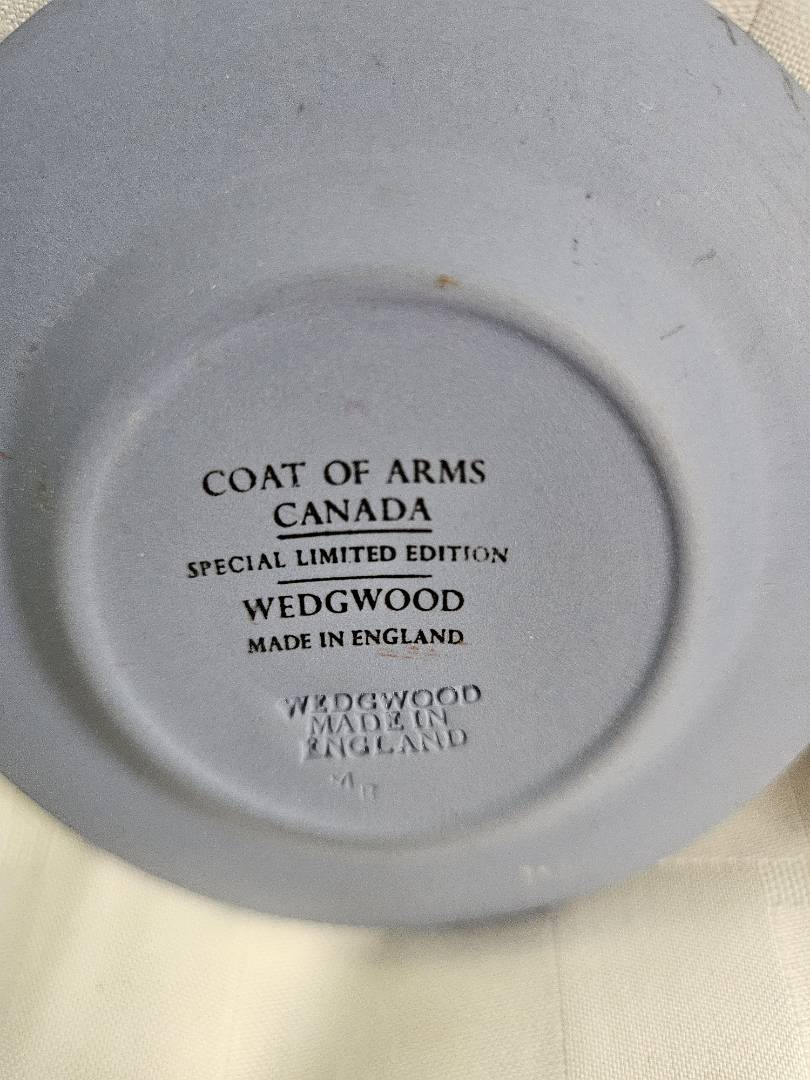 COAT OF ARMS
CANADA
SPECIAL LIMITED EDITION
WEDGWOOD
MADE IN ENGLAND
WEDGWOOD
MADE IN
ENGLAND